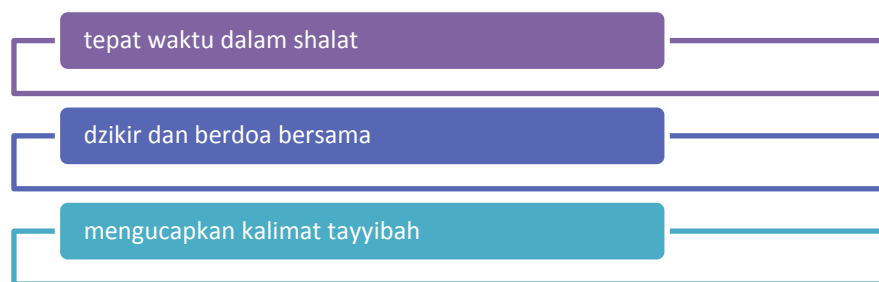 tepat waktu dalam shalat
dzikir dan berdoa bersama
mengucapkan kalimat tayyibah